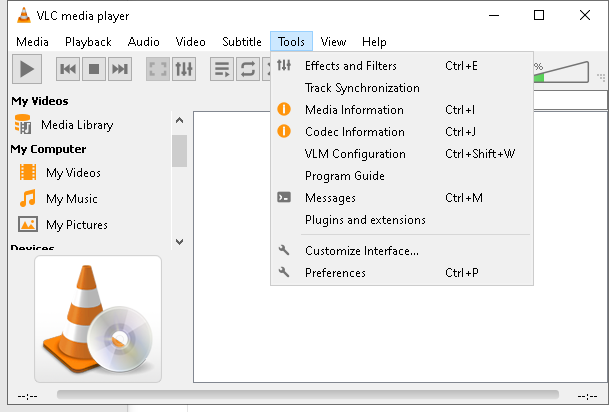 VLC media player
Media Playback Audio Video Subtitle Tools View Help
%
My Videos
Media Library
My Computer
My Videos
My Music
My Pictures
Devices
Effects and Filters Ctrl+E
Track Synchronization
Media Information Ctrl+I
Codec Information Ctrl+J
VLM Configuration Ctrl+Shift+W
Program Guide
Messages Ctrl+M
Plugins and extensions
Customize Interface...
Preferences Ctrl+P
--:-- --:--